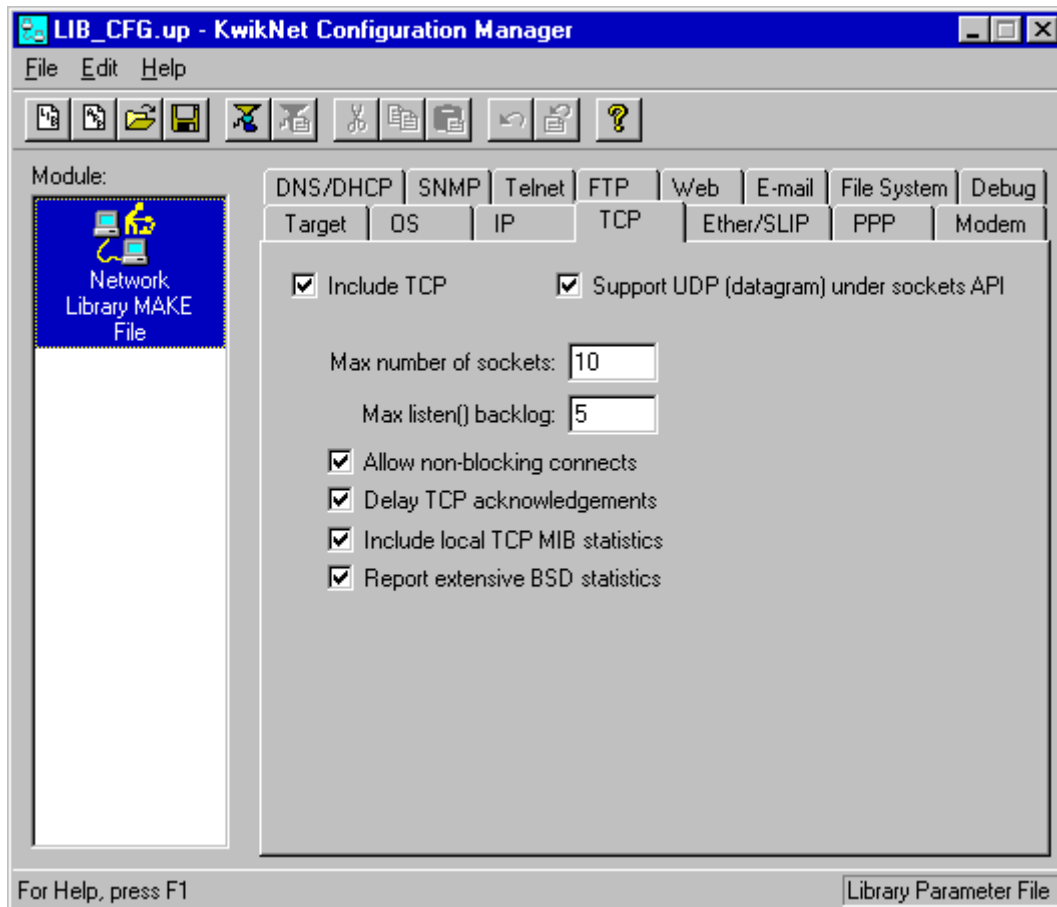 LIB_CFG.up - KwikNet Configuration Manager
File Edit Help
Module:
Network
Library MAKE
File
DNS/DHCP SNMP Telnet FTP Web E-mail File System Debug
Target OS IP TCP Ether/SLIP PPP Modem
Include TCP Support UDP (datagram) under sockets API
Max number of sockets: 10
Max listen() backlog: 5
Allow non-blocking connects
Delay TCP acknowledgements
Include local TCP MIB statistics
Report extensive BSD statistics
For Help, press F1 Library Parameter File